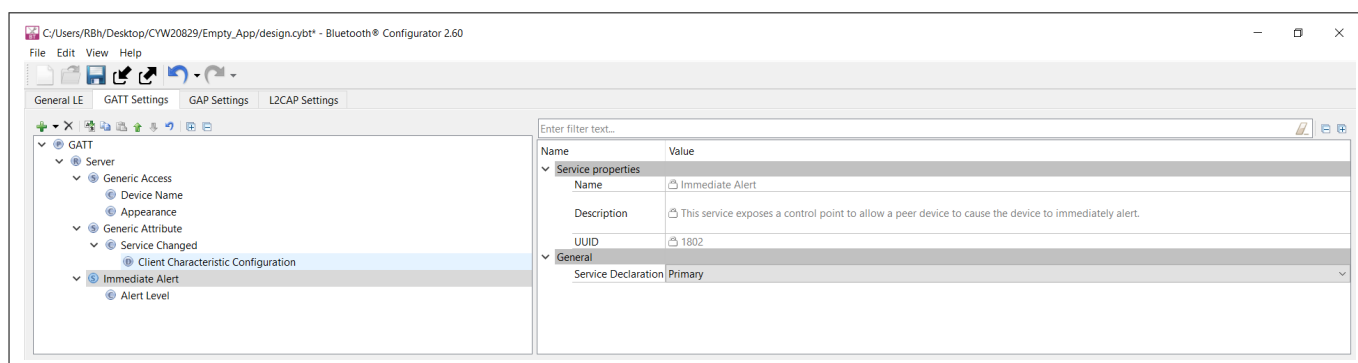 C:/Users/RBh/Desktop/CYW20829/Empty_App/design.cybt* - Bluetooth® Configurator 2.60
File Edit View Help
General LE GATT Settings GAP Settings L2CAP Settings
Enter filter text...
P GATT
R Server
S Generic Access
C Device Name
C Appearance
S Generic Attribute
C Service Changed
D Client Characteristic Configuration
S Immediate Alert
C Alert Level
Name Value
Service properties
Name Immediate Alert
Description This service exposes a control point to allow a peer device to cause the device to immediately alert.
UUID 1802
General
Service Declaration Primary